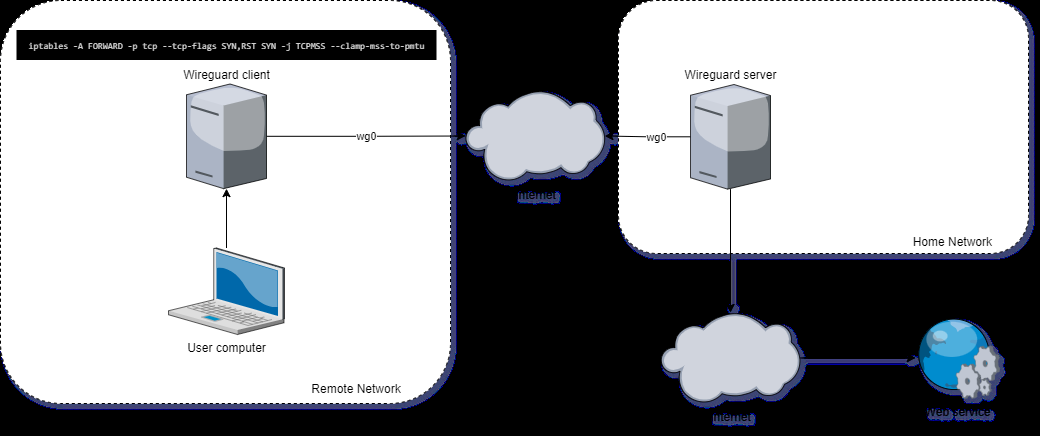 iptables -A FORWARD -p tcp --tcp-flags SYN,RST SYN -j TCPMSS --clamp-mss-to-pmtu
Wireguard client
Wireguard server
wg0
wg0
Internet
Home Network
User computer
Remote Network
Internet
Web service